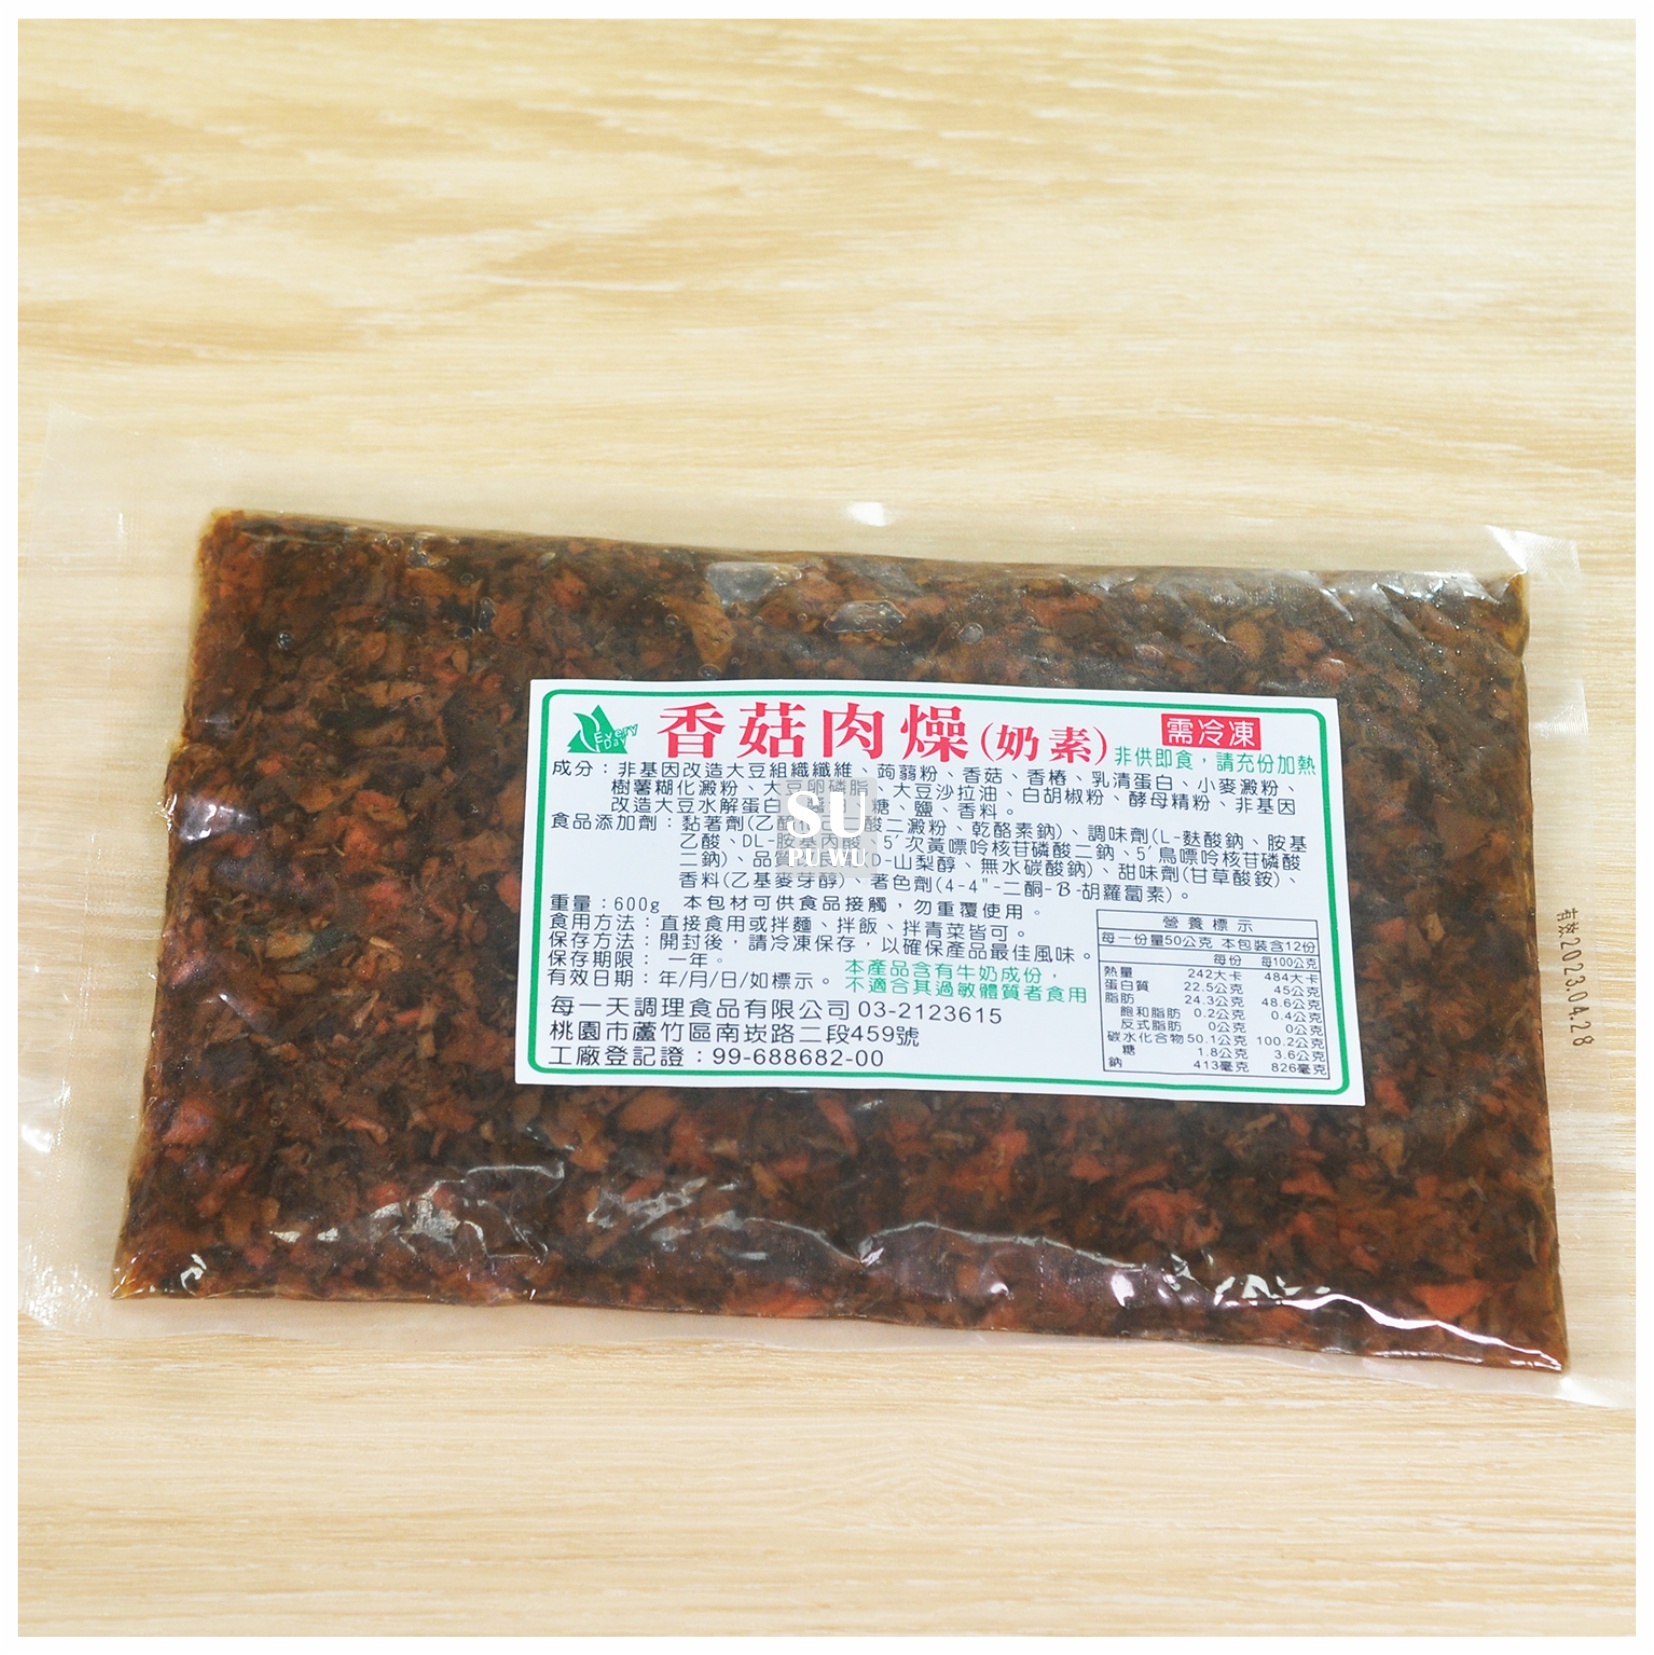 Every Day
香菇肉燥(奶素)
需冷凍
非供即食，請充份加熱
成分：非基因改造大豆組織纖維、蒟蒻粉、香菇、香椿、乳清蛋白、小麥澱粉、
樹薯糊化澱粉、大豆卵磷脂、大豆沙拉油、白胡椒粉、酵母精粉、非基因
改造大豆水解蛋白 糖、鹽、香料。
食品添加劑：黏著劑(乙 酸二澱粉、乾酪素鈉)、調味劑(L-麩酸鈉、胺基
乙酸、DL-胺基丙酸、5'次黃嘌呤核苷磷酸二鈉、5'鳥嘌呤核苷磷酸
二鈉)、品質 D-山梨醇、無水碳酸鈉)、甜味劑(甘草酸銨)、
香料(乙基麥芽醇)、著色劑(4-4"-二酮-B-胡蘿蔔素)。
重量：600g 本包材可供食品接觸，勿重覆使用。
食用方法：直接食用或拌麵、拌飯、拌青菜皆可。
保存方法：開封後，請冷凍保存，以確保產品最佳風味。
保存期限：一年。
有效日期：年/月/日/如標示。
本產品含有牛奶成份，
不適合其過敏體質者食用
每一天調理食品有限公司 03-2123615
桃園市蘆竹區南崁路二段459號
工廠登記證：99-688682-00
營養標示
每一份量50公克 本包裝含12份
每份 每100公克
熱量 242大卡 484大卡
蛋白質 22.5公克 45公克
脂肪 24.3公克 48.6公克
飽和脂肪 0.2公克 0.4公克
反式脂肪 0公克 0公克
碳水化合物 50.1公克 100.2公克
糖 1.8公克 3.6公克
鈉 413毫克 826毫克
有效2023.04.28
SU
PU WU